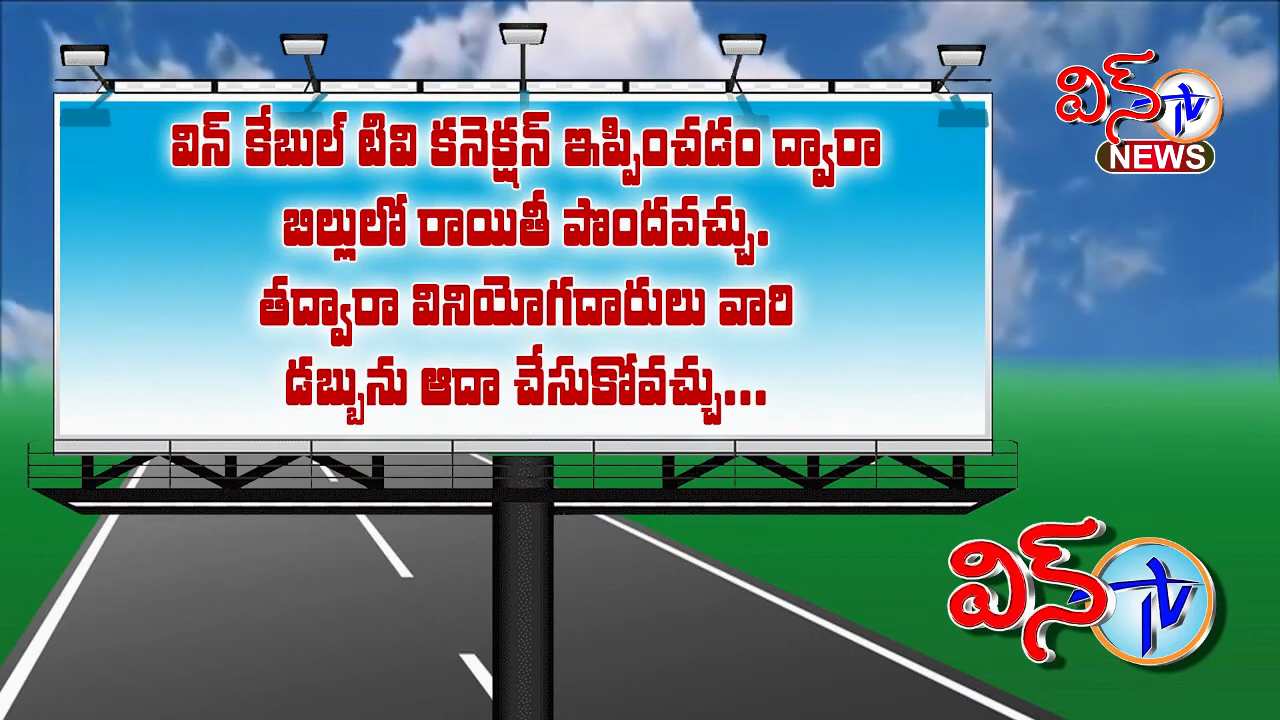 విన్ కేబుల్ టివి కనెక్షన్ ఇప్పించడం ద్వారా
బిల్లులో రాయితీ పొందవచ్చు.
తద్వారా వినియోగదారులు వారి
డబ్బును ఆదా చేసుకోవచ్చు...
విన్ TV
NEWS
విన్ TV